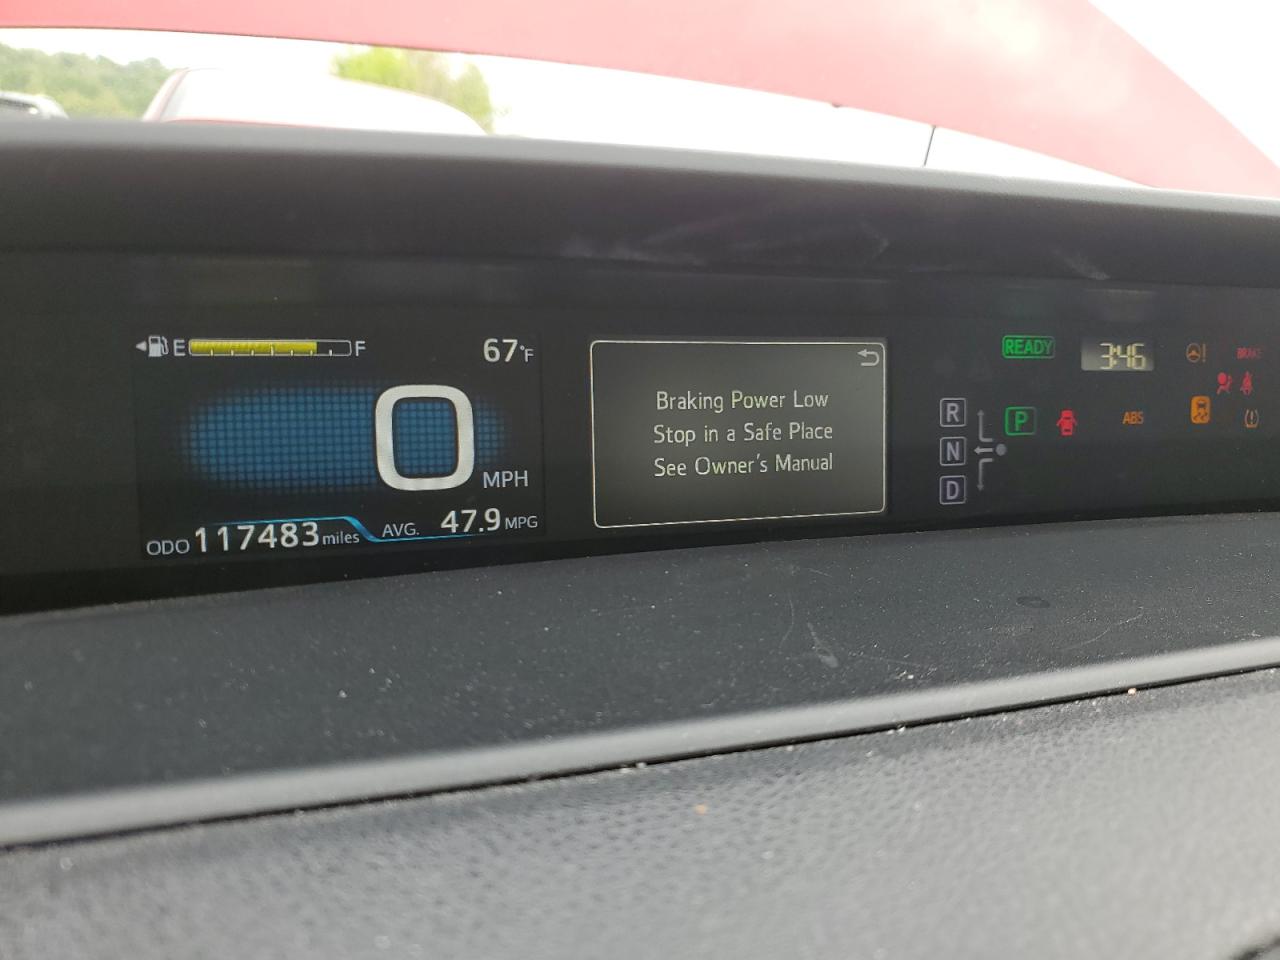 E F
67°F
0
MPH
ODO 117483 miles
AVG. 47.9 MPG
Braking Power Low
Stop in a Safe Place
See Owner's Manual
READY
3:46
BRAKE
R
P
ABS
N
D